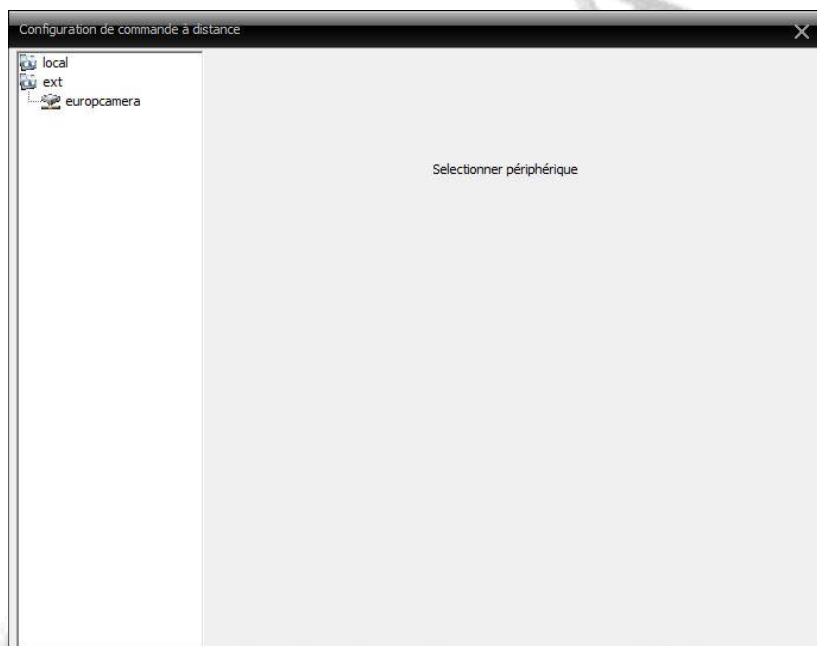 Configuration de commande à distance
local
ext
europcamera
Selectionner périphérique